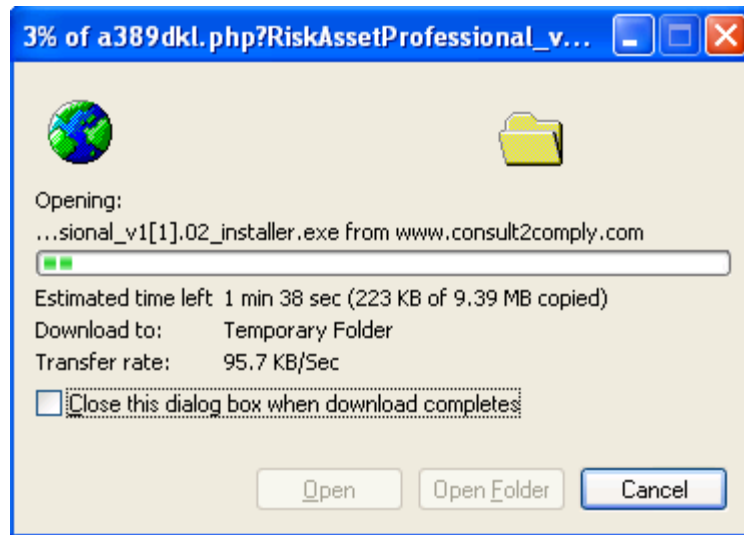 3% of a389dkl.php?RiskAssetProfessional_v...
Opening:
...sional_v1[1].02_installer.exe from www.consult2comply.com
Estimated time left 1 min 38 sec (223 KB of 9.39 MB copied)
Download to: Temporary Folder
Transfer rate: 95.7 KB/Sec
Close this dialog box when download completes
Open Open Folder Cancel